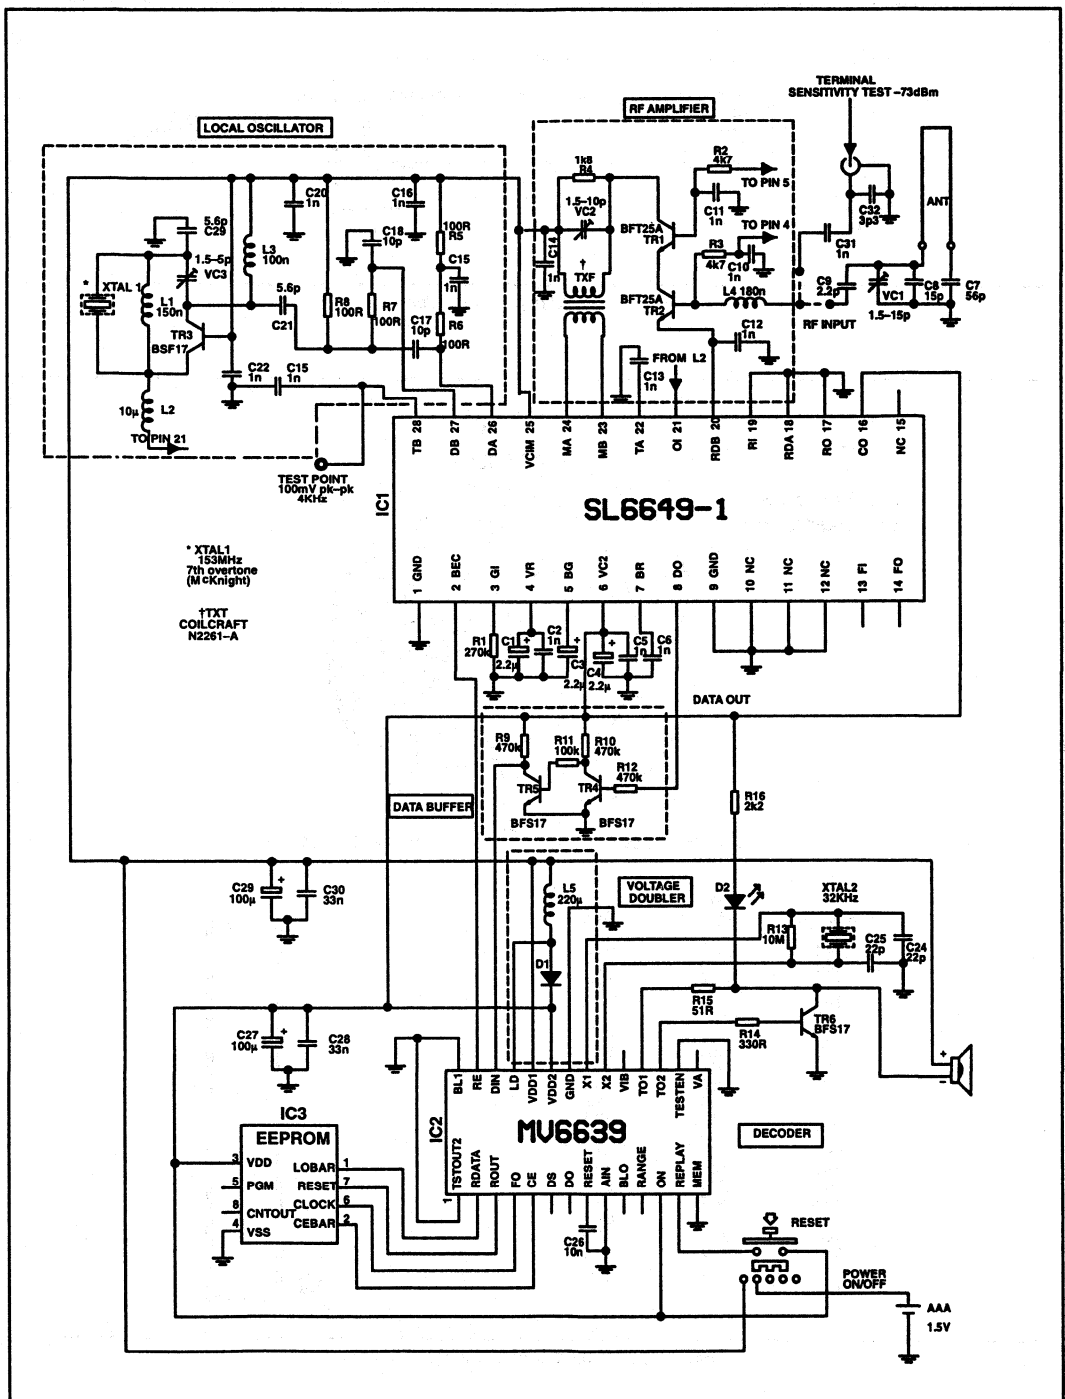 TERMINAL
SENSITIVITY TEST –73dBm
RF AMPLIFIER
LOCAL OSCILLATOR
1k8
R4
R2
4k7
TO PIN 5
C20
1n
C16
1n
1.5–10p
VC2
C11
1n
TO PIN 4
C32
3p3
ANT
5.6p
C29
C18
10p
100R
R5
BFT25A
TR1
R3
4k7
C10
1n
C31
1n
L3
100n
C14
1n
†
TXF
1.5–5p
VC3
C15
1n
*
XTAL 1
L1
150n
5.6p
C21
R8
100R
R7
100R
C17
10p
R6
100R
BFT25A
TR2
L4 180n
C9
2.2p
VC1
1.5–15p
C8
15p
C7
56p
RF INPUT
TR3
BSF17
C12
1n
FROM L2
C22
1n
C15
1n
C13
1n
10µ
L2
TO PIN 21
TEST POINT
100mV pk–pk
4KHz
TB 28
DB 27
DA 26
VCIM 25
MA 24
MB 23
TA 22
OI 21
RDB 20
RI 19
RDA 18
RO 17
CO 16
NC 15
IC1
SL6649-1
1 GND
2 BEC
3 GI
4 VR
5 BG
6 VC2
7 BR
8 DO
9 GND
10 NC
11 NC
12 NC
13 FI
14 FO
* XTAL1
153MHz
7th overtone
(McKnight)
†TXT
COILCRAFT
N2261–A
R1
270k
C1
2.2µ
C2
1n
C3
2.2µ
C4
2.2µ
C5
1n
C6
1n
DATA OUT
R9
470k
R11
100k
R10
470k
R12
470k
TR5
TR4
BFS17
BFS17
DATA BUFFER
R16
2k2
C29
100µ
+
C30
33n
L5
220µ
VOLTAGE
DOUBLER
D2
XTAL2
32KHz
R13
10M
C25
22p
C24
22p
D1
C27
100µ
+
C28
33n
R15
51R
R14
330R
TR6
BFS17
+
–
BL1
RE
DIN
LD
VDD1
VDD2
GND
X1
X2
VIB
TO1
TO2
TESTEN
VA
IC2
MV6639
DECODER
1
TSTOUT2
RDATA
ROUT
FO
CE
DS
DO
RESET
AIN
BLO
RANGE
ON
REPLAY
MEM
IC3
EEPROM
3
VDD
LOBAR
1
5
PGM
RESET
7
8
CNTOUT
CLOCK
6
4
VSS
CEBAR
2
C26
10n
RESET
POWER
ON/OFF
AAA
1.5V